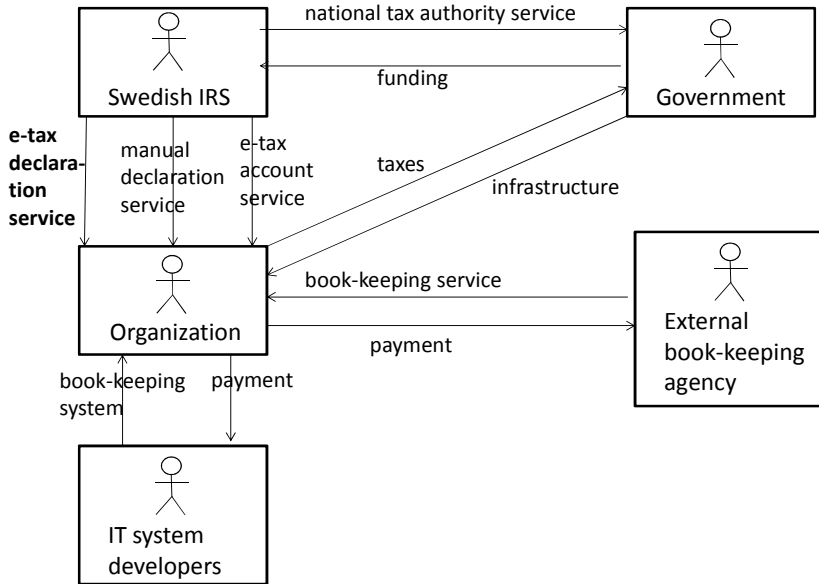 national tax authority service
funding
Swedish IRS
Government
e-tax
declara-
tion
service
manual
declaration
service
e-tax
account
service
taxes
infrastructure
book-keeping service
Organization
payment
External
book-keeping
agency
book-keeping
system
payment
IT system
developers